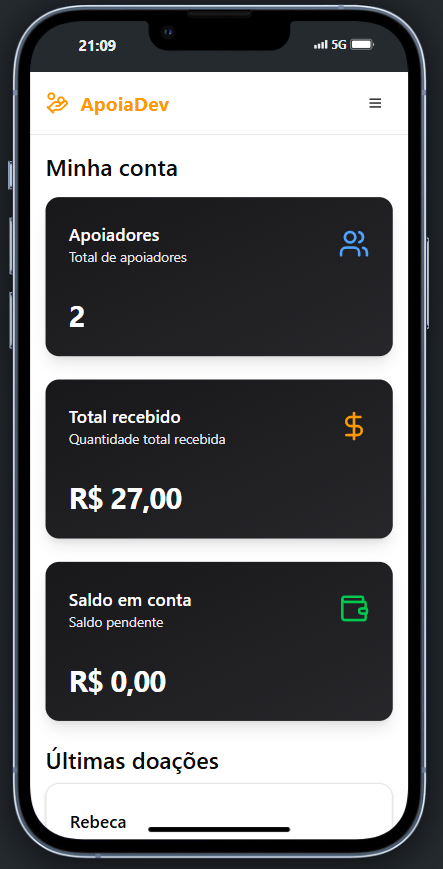 21:09
5G
ApoiaDev
Minha conta
Apoiadores
Total de apoiadores
2
Total recebido
Quantidade total recebida
R$ 27,00
Saldo em conta
Saldo pendente
R$ 0,00
Últimas doações
Rebeca